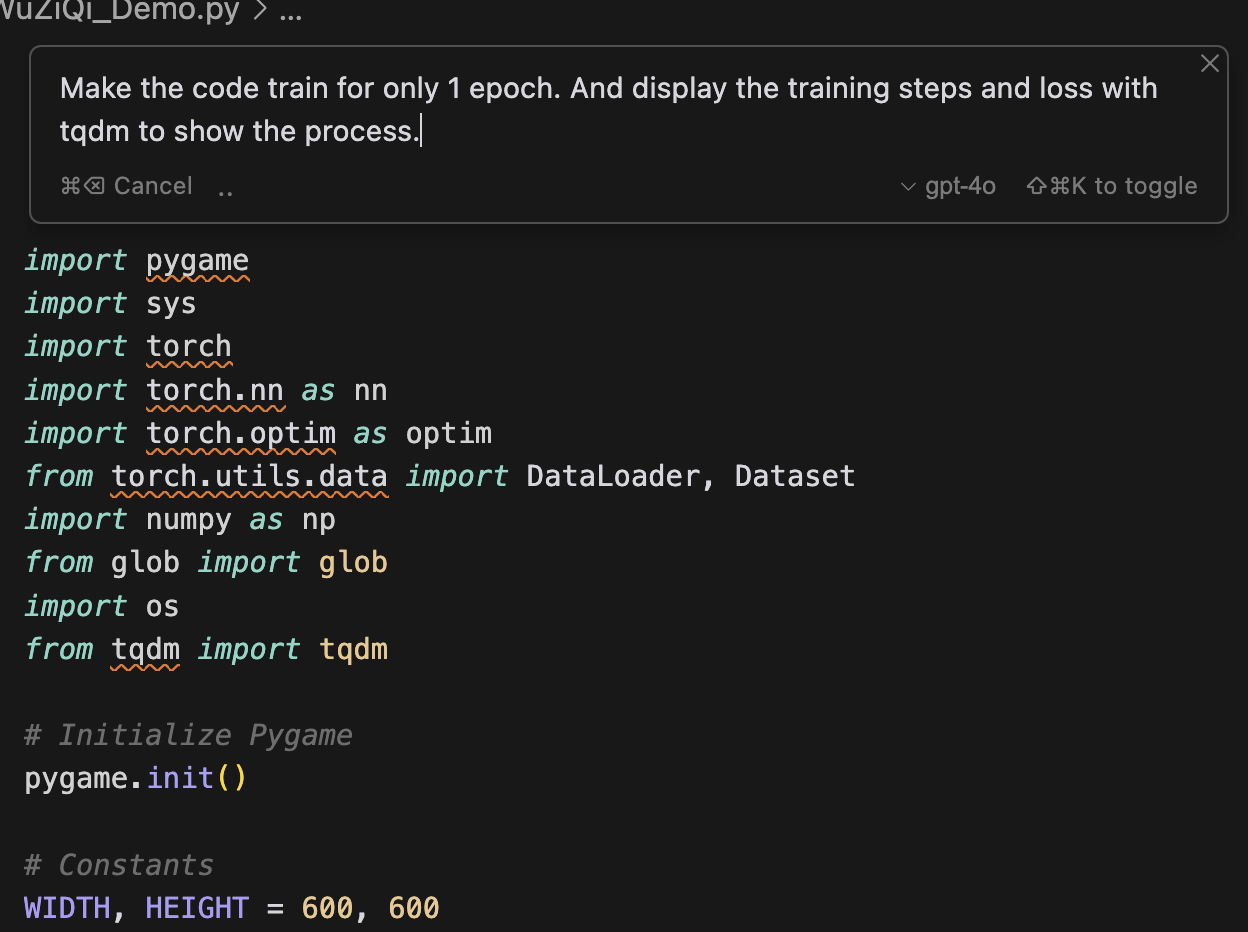 WuZiQi_Demo.py > ...
Make the code train for only 1 epoch. And display the training steps and loss with
tqdm to show the process.
⌘⌫ Cancel ..
gpt-4o ⇧⌘K to toggle
import pygame
import sys
import torch
import torch.nn as nn
import torch.optim as optim
from torch.utils.data import DataLoader, Dataset
import numpy as np
from glob import glob
import os
from tqdm import tqdm
# Initialize Pygame
pygame.init()
# Constants
WIDTH, HEIGHT = 600, 600